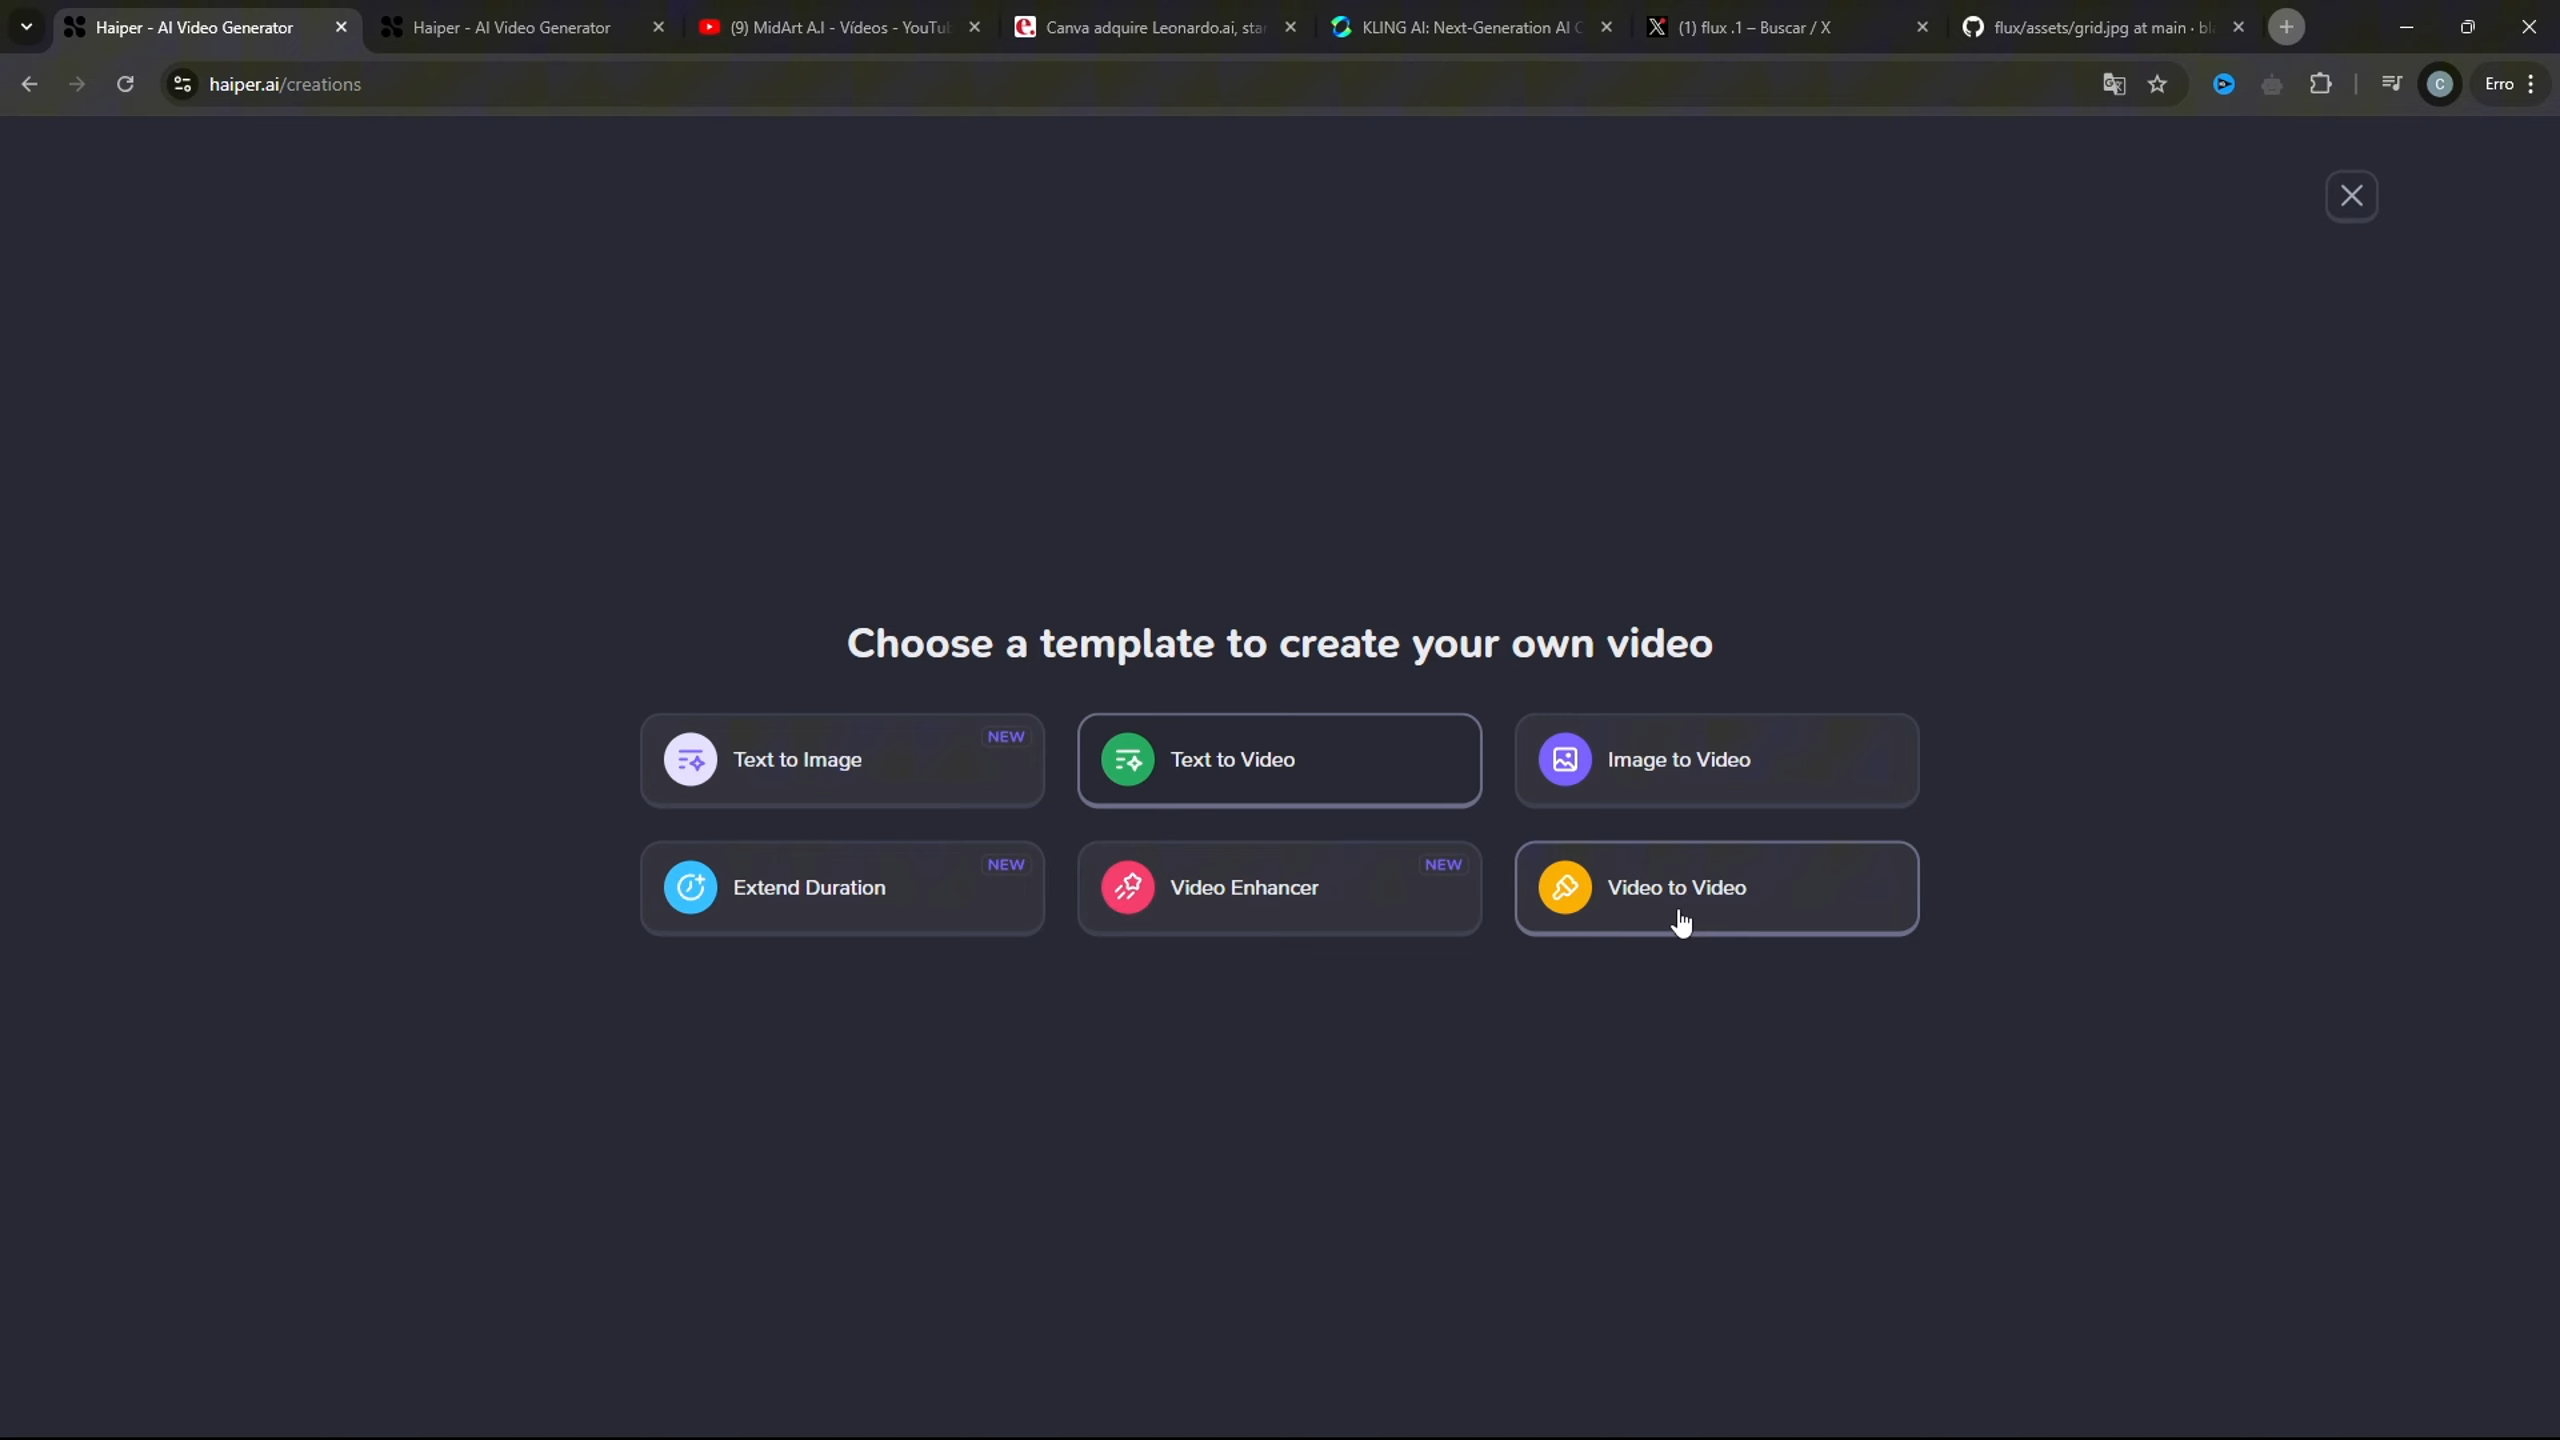 Haiper - AI Video Generator
Haiper - AI Video Generator
(9) MidArt A.I - Vídeos - YouTu
Canva adquire Leonardo.ai, sta
KLING AI: Next-Generation AI C
(1) flux .1 – Buscar / X
flux/assets/grid.jpg at main · bl
haiper.ai/creations
C
Erro
Choose a template to create your own video
Text to Image
NEW
Text to Video
Image to Video
Extend Duration
NEW
Video Enhancer
NEW
Video to Video